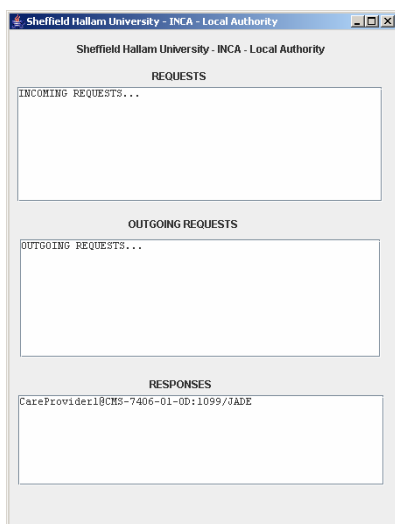 Sheffield Hallam University - INCA - Local Authority
Sheffield Hallam University - INCA - Local Authority
REQUESTS
INCOMING REQUESTS...
OUTGOING REQUESTS
OUTGOING REQUESTS...
RESPONSES
CareProvider1@CMS-7406-01-0D:1099/JADE